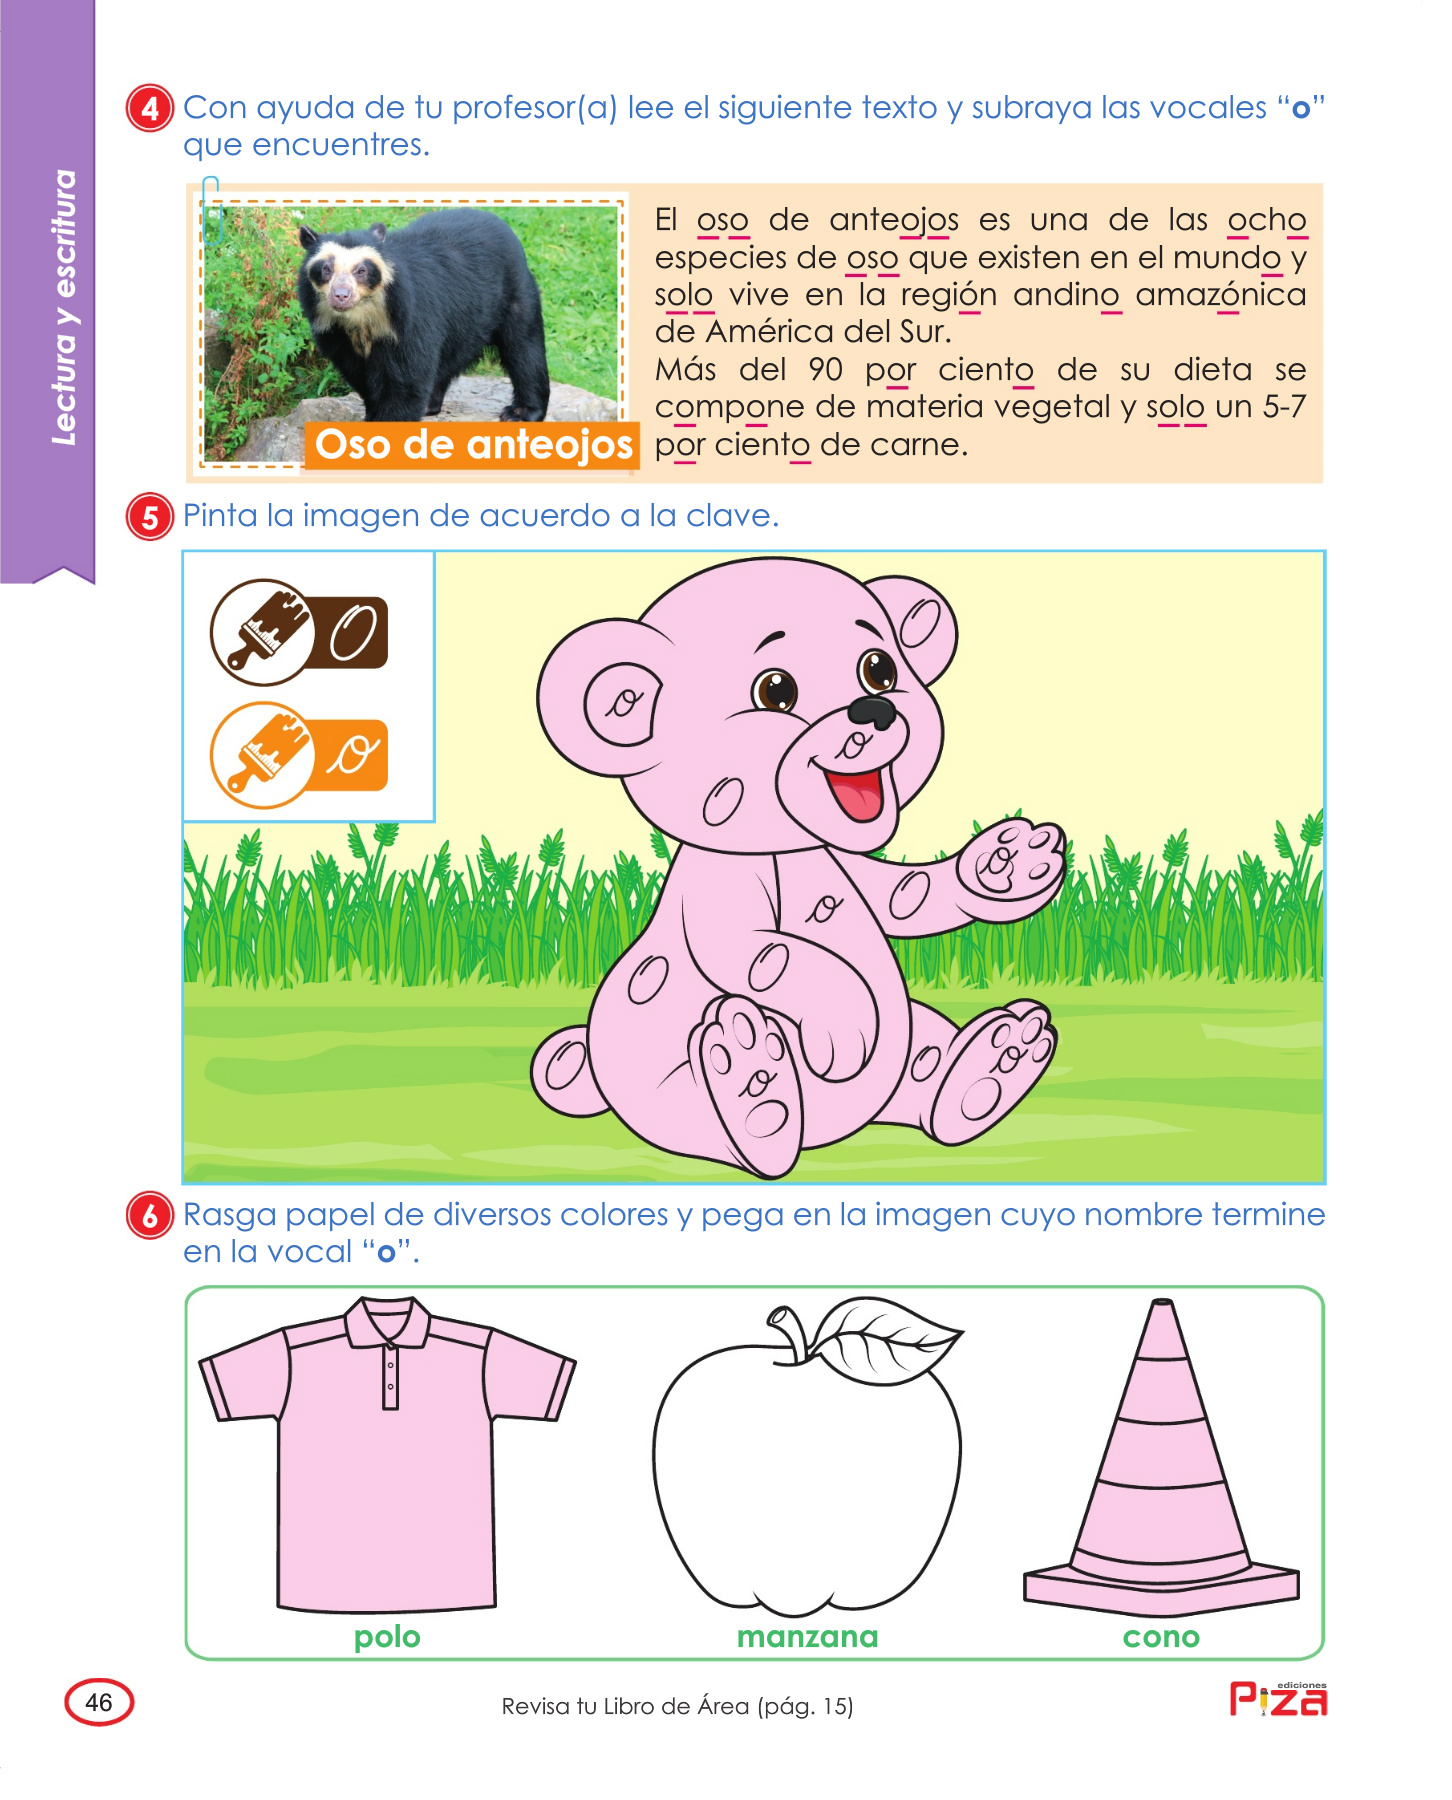 Lectura y escritura
4 Con ayuda de tu profesor(a) lee el siguiente texto y subraya las vocales “o”
que encuentres.
El oso de anteojos es una de las ocho
especies de oso que existen en el mundo y
solo vive en la región andino amazónica
de América del Sur.
Más del 90 por ciento de su dieta se
compone de materia vegetal y solo un 5-7
por ciento de carne.
Oso de anteojos
5 Pinta la imagen de acuerdo a la clave.
O
o
O
o
o
O
o
O
o
O
O
O
o
O
o
O
6 Rasga papel de diversos colores y pega en la imagen cuyo nombre termine
en la vocal “o”.
polo
manzana
cono
46
Revisa tu Libro de Área (pág. 15)
ediciones
PIZA